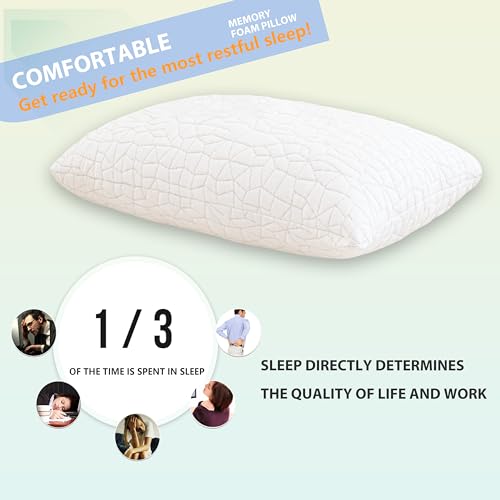 COMFORTABLE
MEMORY
FOAM PILLOW
Get ready for the most restful sleep!
1 / 3
OF THE TIME IS SPENT IN SLEEP
SLEEP DIRECTLY DETERMINES
THE QUALITY OF LIFE AND WORK